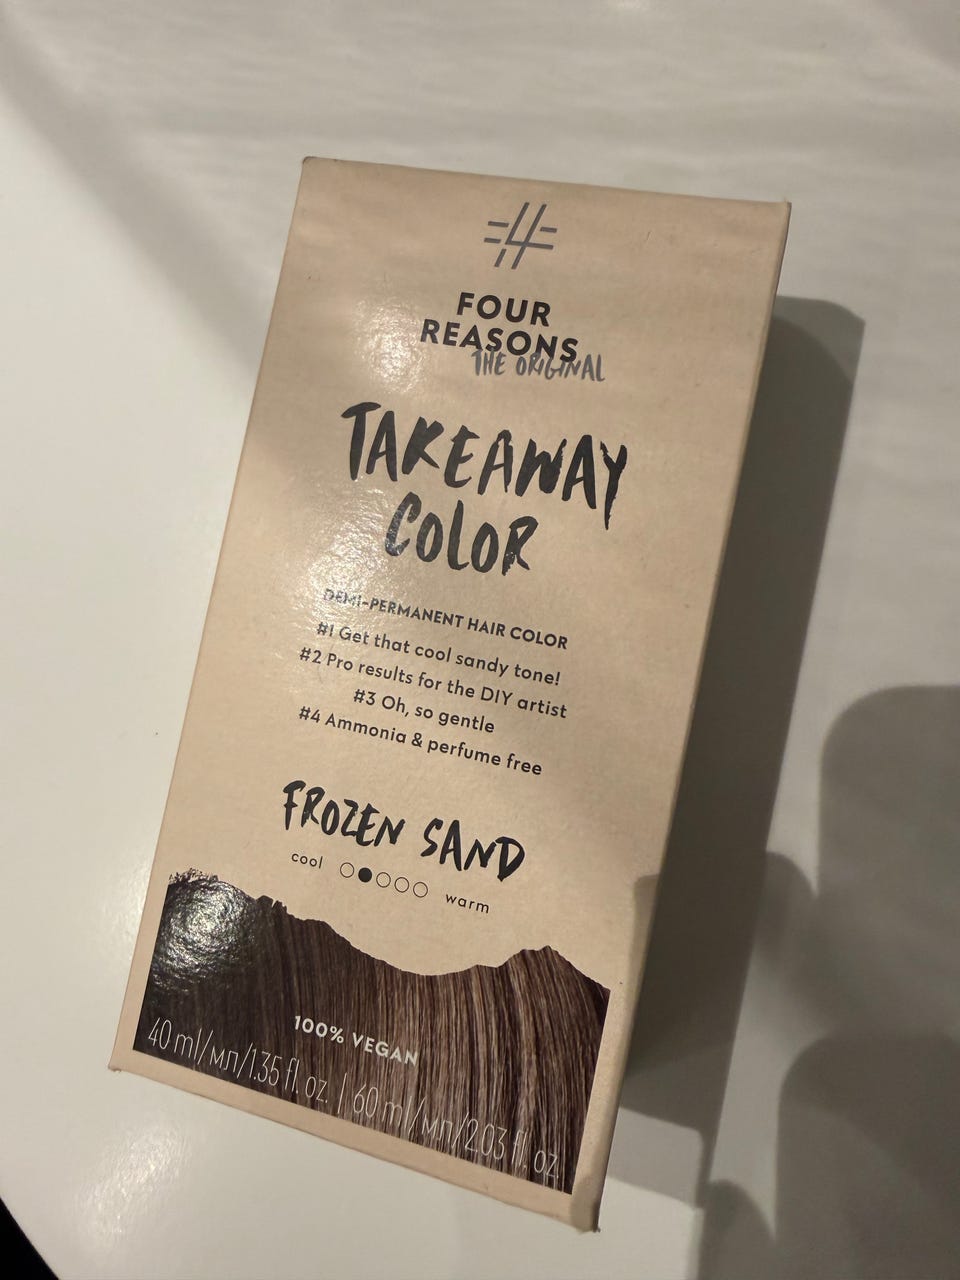 #4
FOUR
REASONS
THE ORIGINAL
TAKEAWAY
COLOR
DEMI-PERMANENT HAIR COLOR
#1 Get that cool sandy tone!
#2 Pro results for the DIY artist
#3 Oh, so gentle
#4 Ammonia & perfume free
FROZEN SAND
cool warm
100% VEGAN
40 ml/мл/1.35 fl. oz. | 60 ml/мл/2.03 fl. oz.